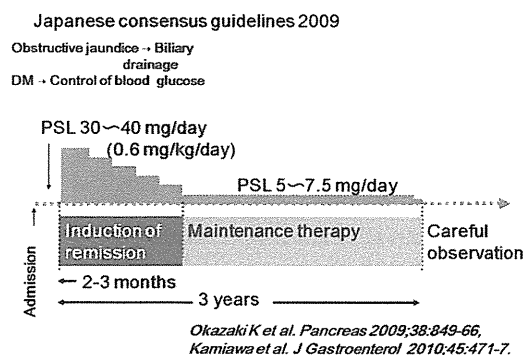 Japanese consensus guidelines 2009
Obstructive jaundice → Biliary
drainage
DM → Control of blood glucose
PSL 30~40 mg/day
(0.6 mg/kg/day)
PSL 5~7.5 mg/day
Admission
Induction of
remission
Maintenance therapy
Careful
observation
2-3 months
3 years
Okazaki K et al. Pancreas 2009;38:849-66,
Kamiawa et al. J Gastroenterol 2010;45:471-7.